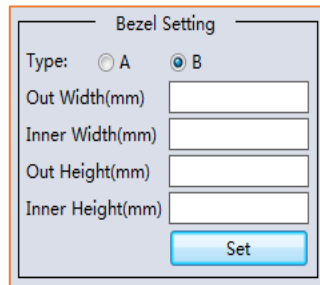 Bezel Setting
Type: A B
Out Width(mm)
Inner Width(mm)
Out Height(mm)
Inner Height(mm)
Set